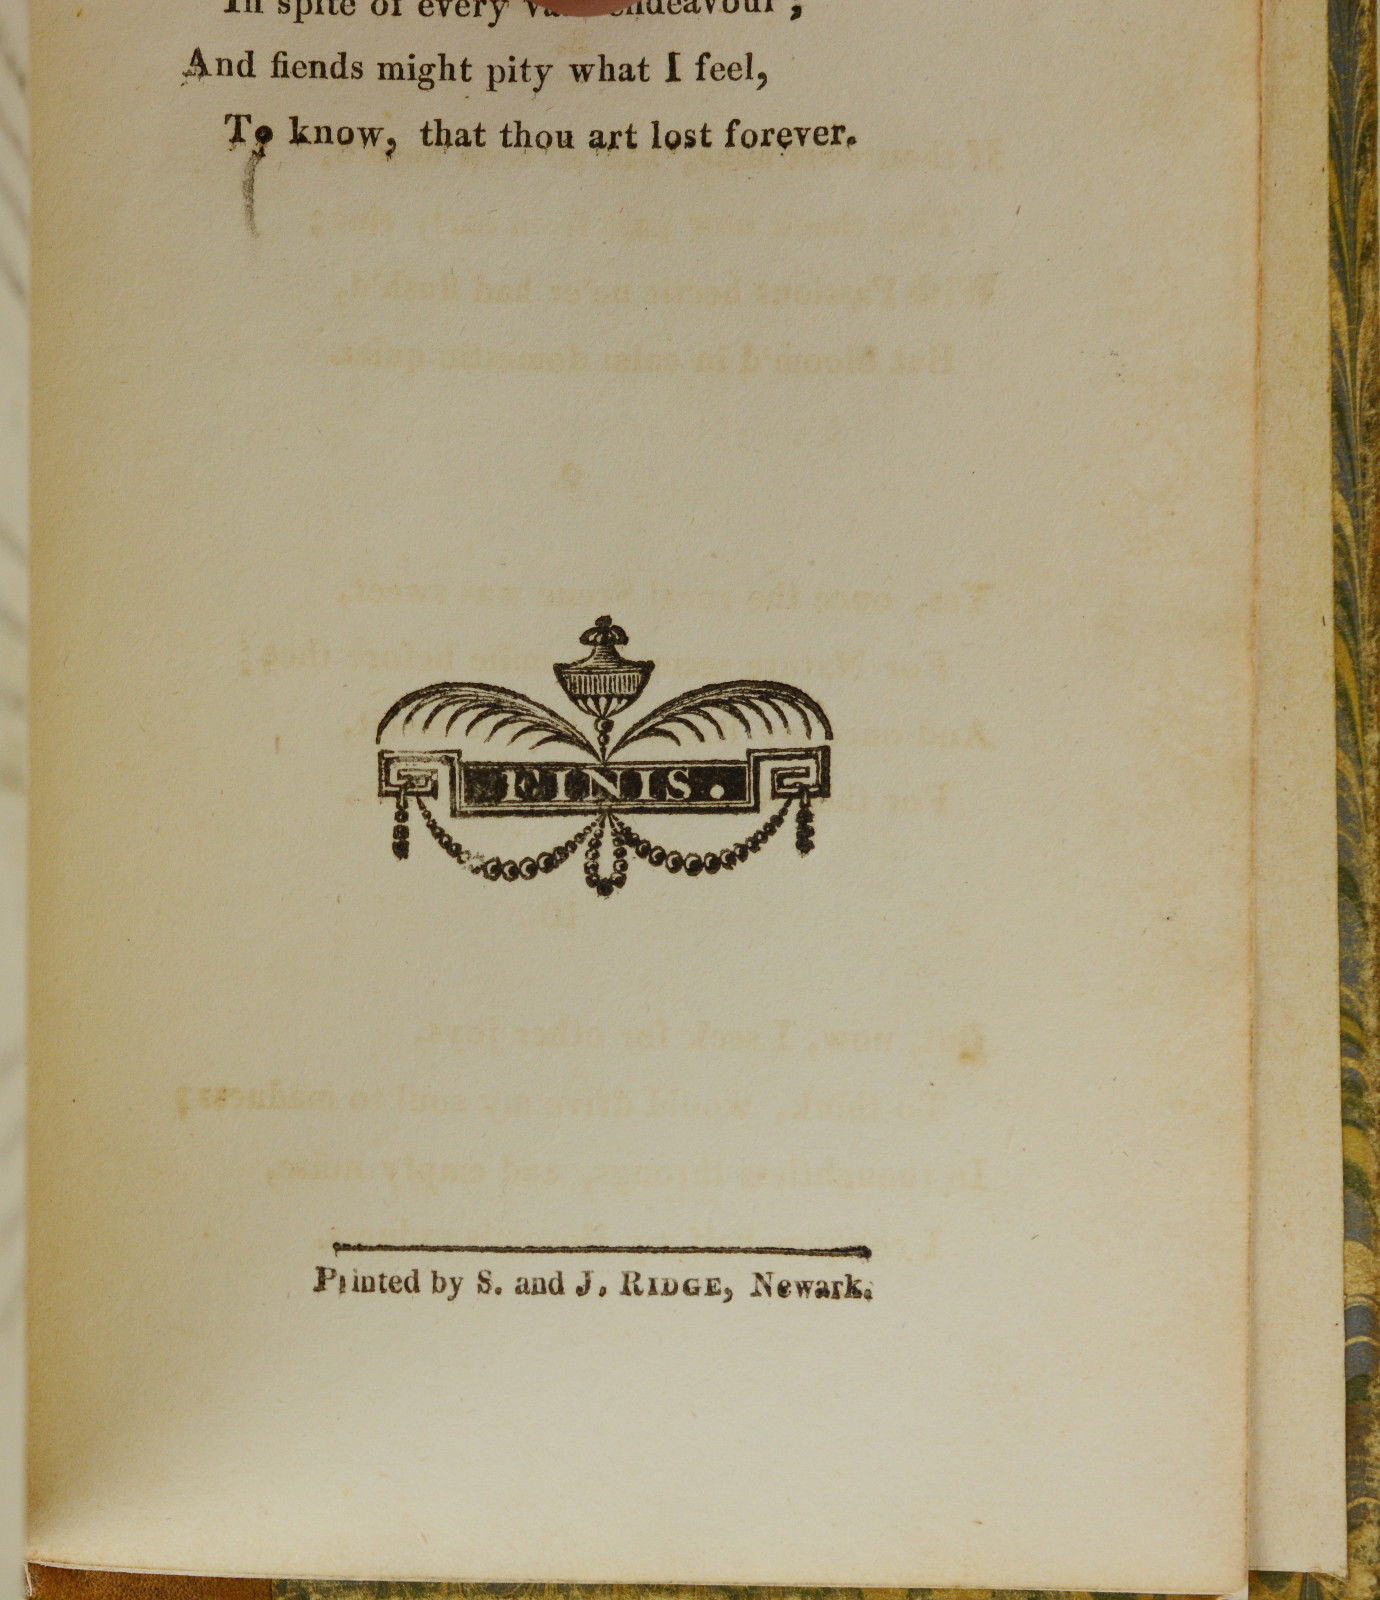 In spite of every endeavour;
And fiends might pity what I feel,
To know, that thou art lost forever.
FINIS.
Printed by S. and J. RIDGE, Newark.